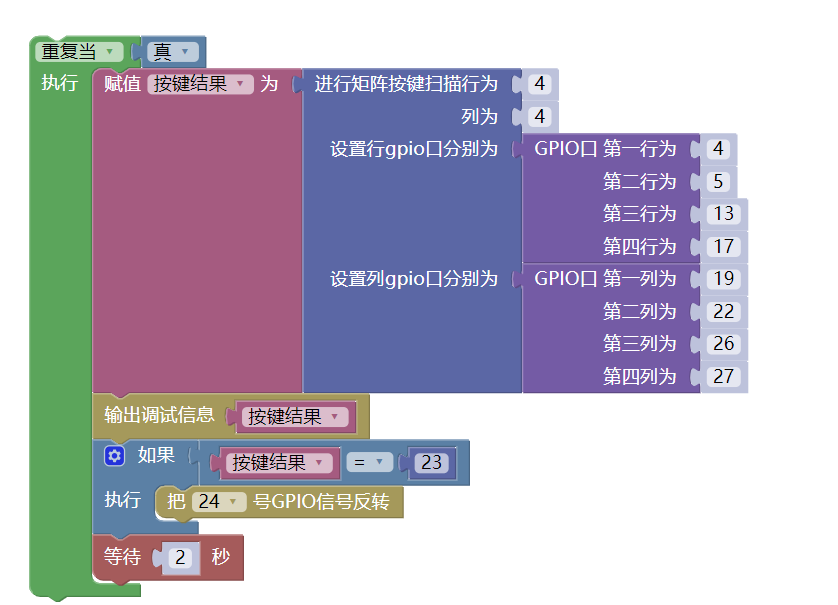 重复当 真
执行 赋值 按键结果 为 进行矩阵按键扫描行为 4
列为 4
设置行gpio口分别为 GPIO口 第一行为 4
第二行为 5
第三行为 13
第四行为 17
设置列gpio口分别为 GPIO口 第一列为 19
第二列为 22
第三列为 26
第四列为 27
输出调试信息 按键结果
如果 按键结果 = 23
执行 把 24 号GPIO信号反转
等待 2 秒